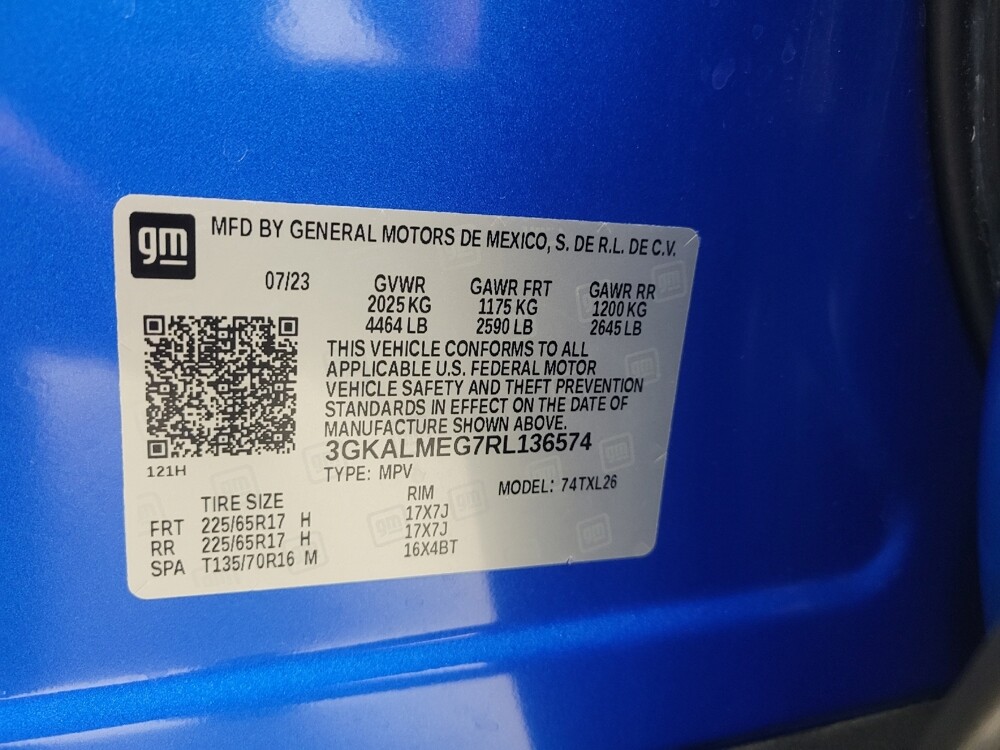 gm MFD BY GENERAL MOTORS DE MEXICO, S. DE R.L. DE C.V.
07/23 GVWR GAWR FRT GAWR RR
2025 KG 1175 KG 1200 KG
4464 LB 2590 LB 2645 LB
THIS VEHICLE CONFORMS TO ALL
APPLICABLE U.S. FEDERAL MOTOR
VEHICLE SAFETY AND THEFT PREVENTION
STANDARDS IN EFFECT ON THE DATE OF
MANUFACTURE SHOWN ABOVE.
3GKALMEG7RL136574
121H
TYPE: MPV MODEL: 74TXL26
TIRE SIZE RIM
FRT 225/65R17 H 17X7J
RR 225/65R17 H 17X7J
SPA T135/70R16 M 16X4BT